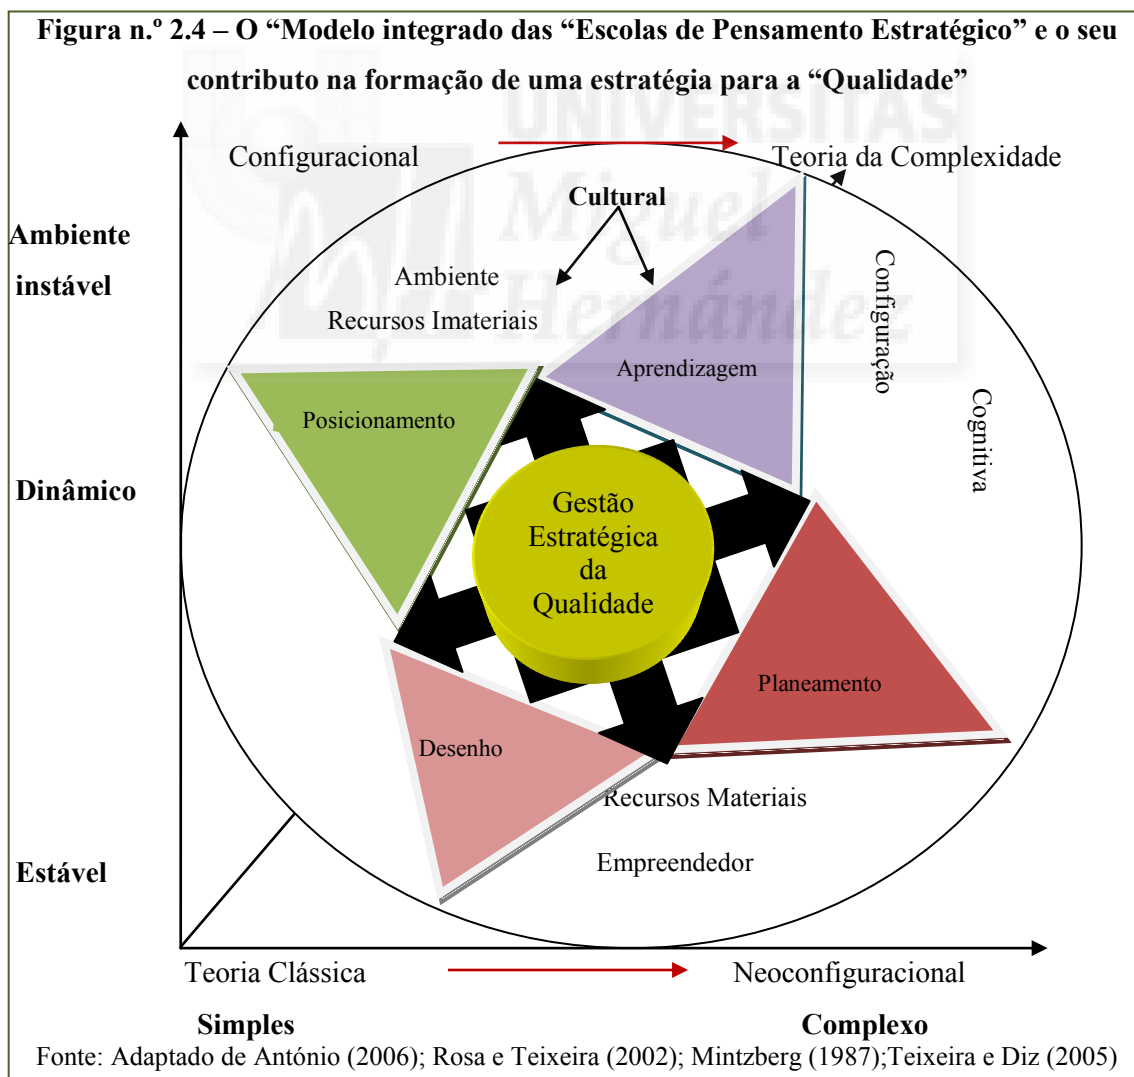 Figura n.º 2.4 – O “Modelo integrado das “Escolas de Pensamento Estratégico” e o seu
contributo na formação de uma estratégia para a “Qualidade”
UNIVERSITAS
Miguel
Hernández
Configuracional
Teoria da Complexidade
Cultural
Ambiente
instável
Ambiente
Recursos Imateriais
Configuração
Aprendizagem
Cognitiva
Posicionamento
Dinâmico
Gestão
Estratégica
da
Qualidade
Planeamento
Desenho
Recursos Materiais
Empreendedor
Estável
Teoria Clássica
Neoconfiguracional
Simples
Complexo
Fonte: Adaptado de António (2006); Rosa e Teixeira (2002); Mintzberg (1987);Teixeira e Diz (2005)